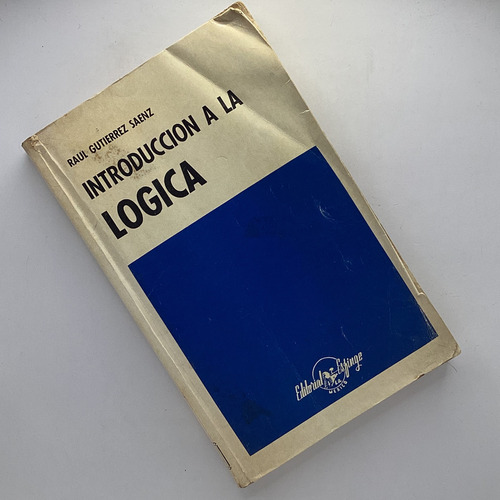 RAUL GUTIERREZ SAENZ
INTRODUCCION A LA
LOGICA
Editorial Esfinge
MEXICO